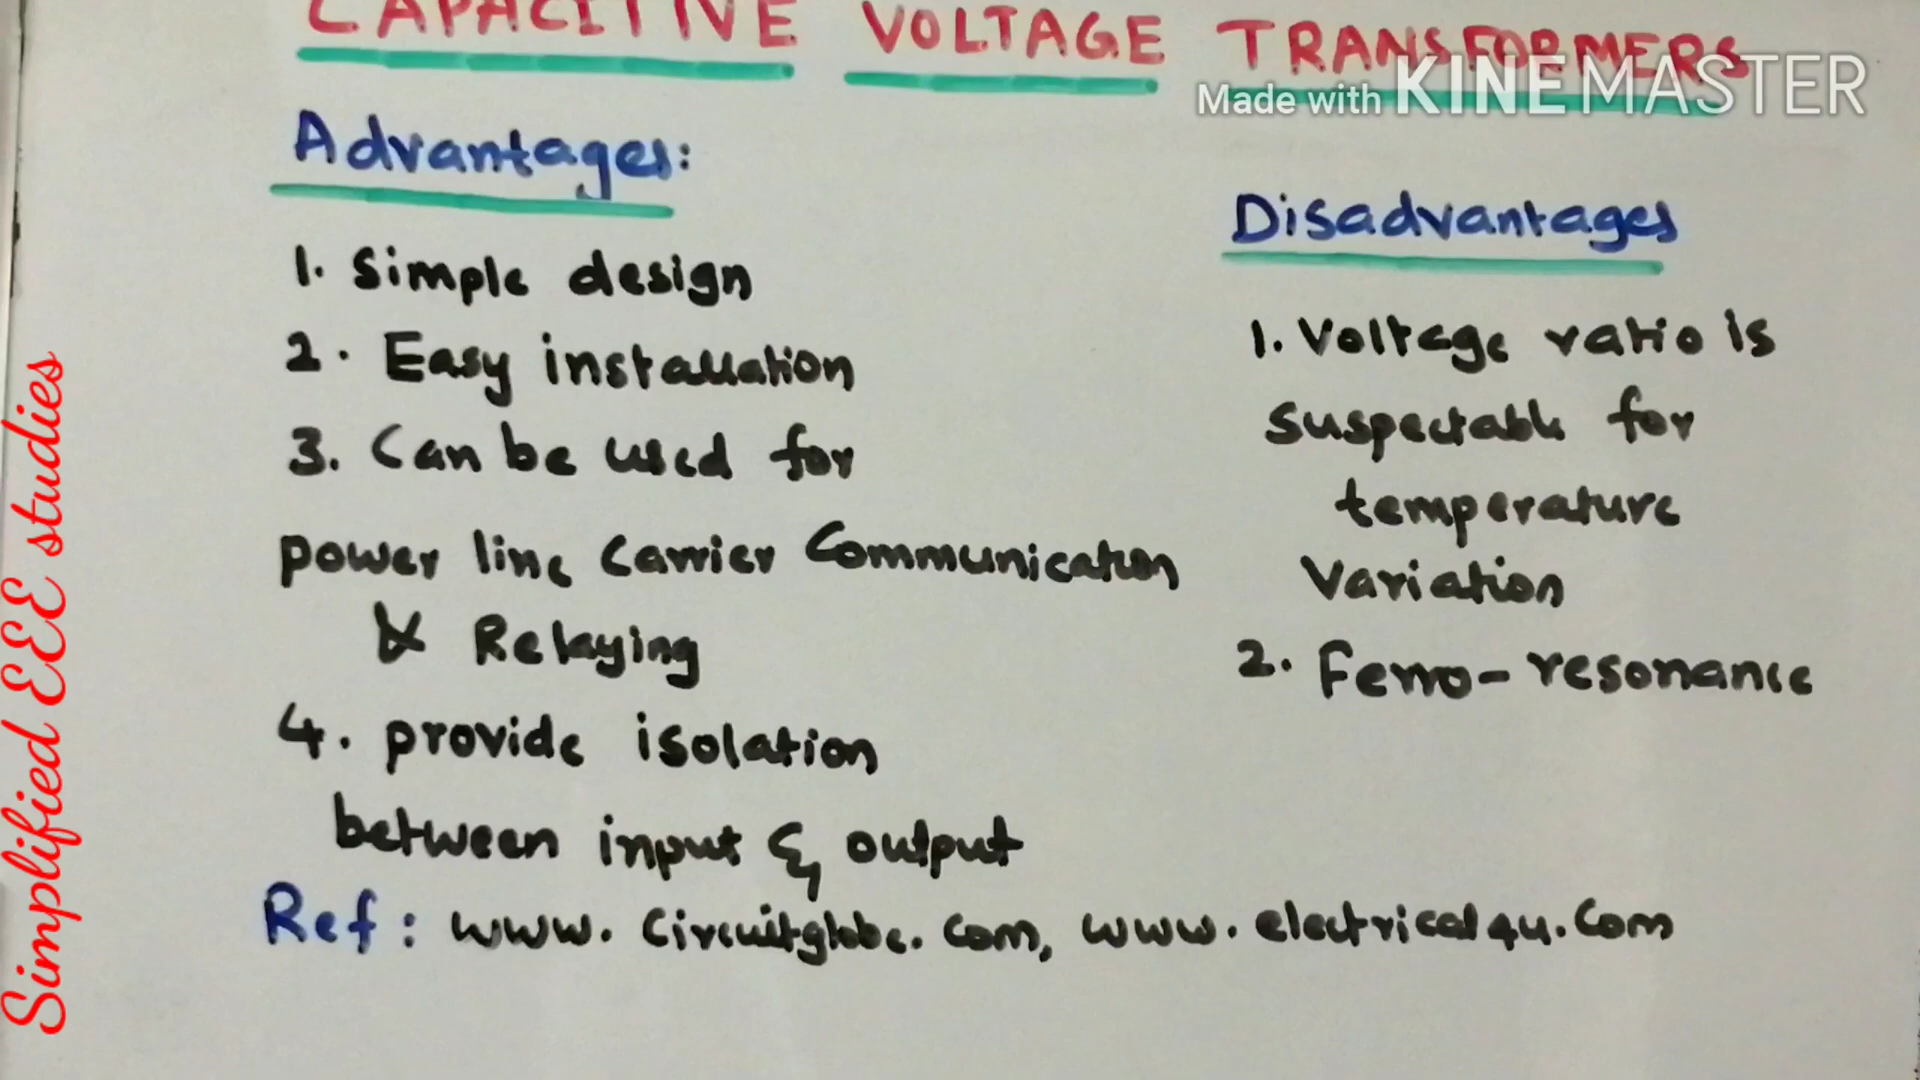 CAPACITIVE VOLTAGE TRANSFORMERS
Made with KINEMASTER
Advantages:
1. Simple design
2. Easy installation
3. Can be used for
power line Carrier Communication
& Relaying
4. provide isolation
between input & output
Disadvantages
1. Voltage ratio is
suspectable for
temperature
Variation
2. Ferro-resonance
Ref: www.Circuitglobe.com, www.electrical4u.com
Simplified EEE studies